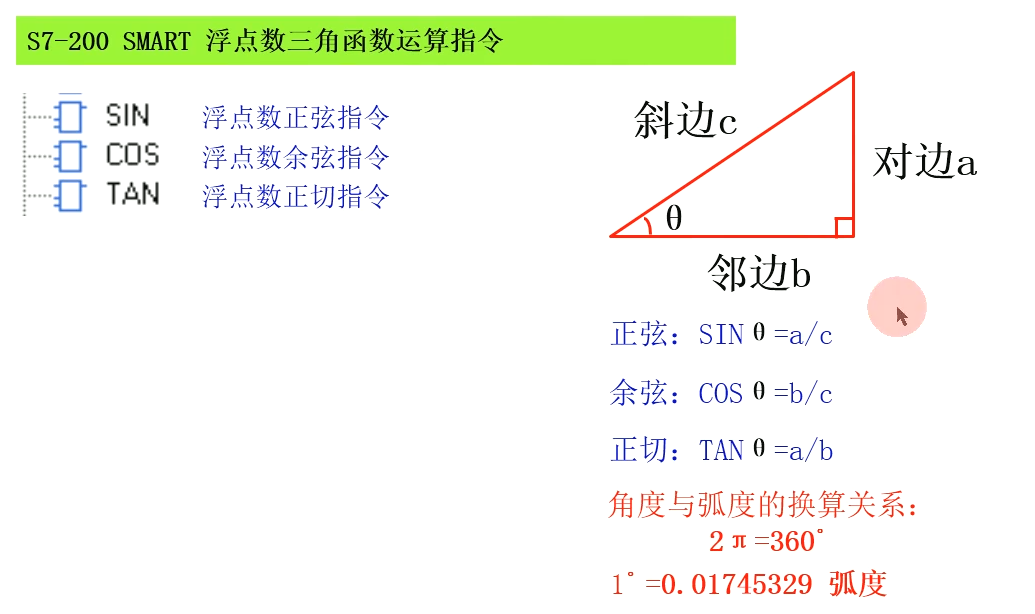 S7-200 SMART 浮点数三角函数运算指令
SIN 浮点数正弦指令
COS 浮点数余弦指令
TAN 浮点数正切指令
斜边c
对边a
θ
邻边b
正弦：SINθ=a/c
余弦：COSθ=b/c
正切：TANθ=a/b
角度与弧度的换算关系：
2π=360°
1°=0.01745329 弧度